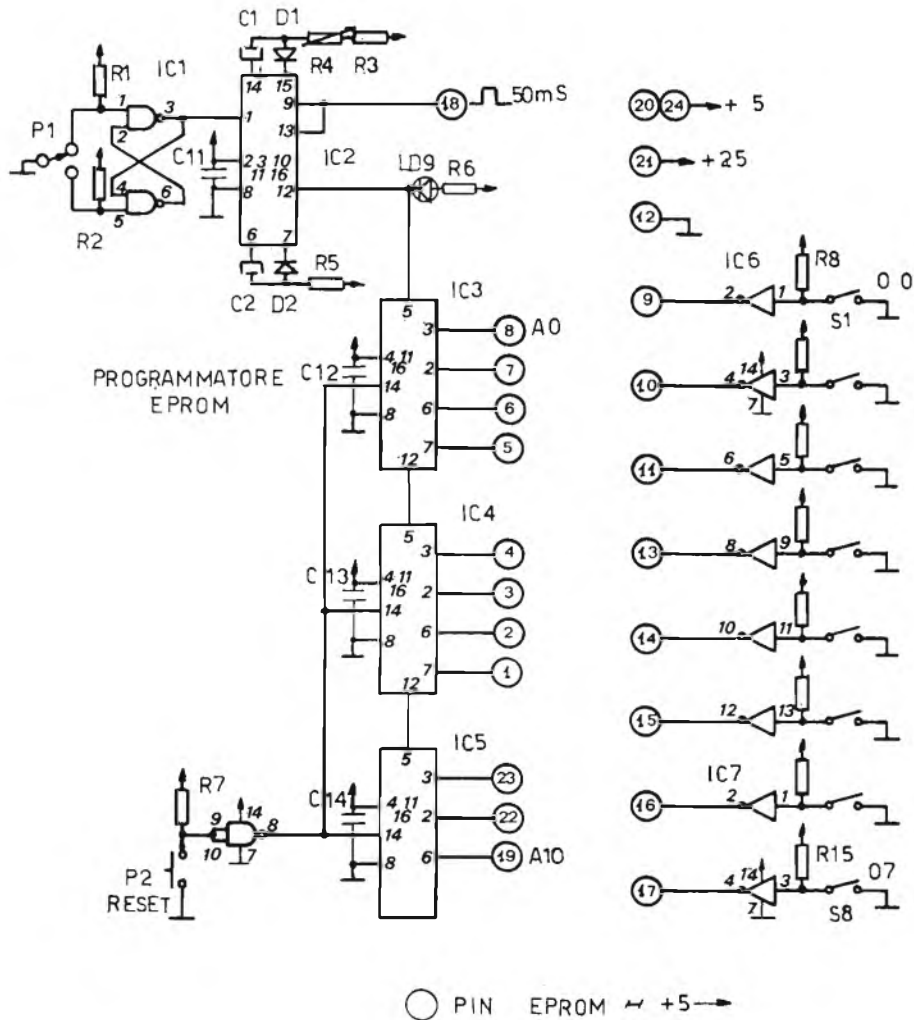 C1 D1
R4 R3
R1 IC1
14 15
1 3 1 9 18 50mS 20 24 + 5
P1 2 13
C11 2 3 10 IC2 LD9 R6 21 +25
11 16
4 6 8 12
5 12
R2
6 7 R5
C2 D2
IC3 IC6 R8 0 0
5 9 2 1 S1
3 8 A0
C12 4 11 2 7 10 4 14 3
16
PROGRAMMATORE 14 7
EPROM 8 6 6
7 5 11 6 5
12
IC4
5 13 8 9
3 4
C13 4 11 2 3
16
14 6 2 14 10 11
8
7 1
12 15 12 13
IC5
5
R7 3 23 IC7
C14 4 11 16 2 1
14 16 2 22
9 8 14 R15
10 7 8 6 19 A10 17 4 14 3 07
P2 7 S8
RESET
PIN EPROM +5